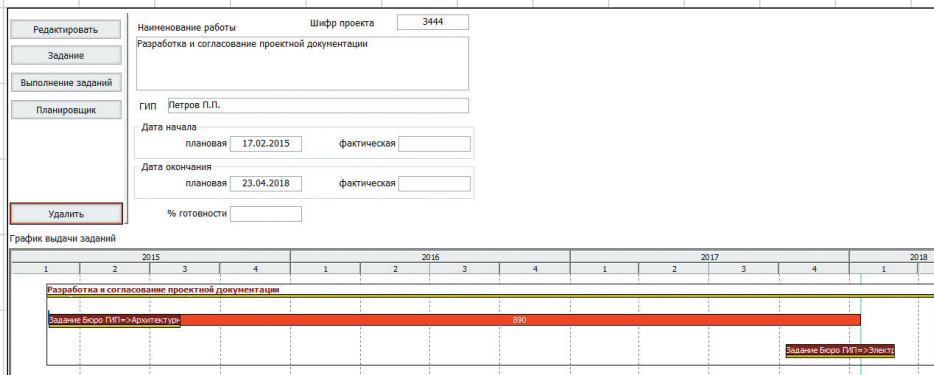 Редактировать
Задание
Выполнение заданий
Планировщик
Удалить
Наименование работы
Шифр проекта 3444
Разработка и согласование проектной документации
ГИП Петров П.П.
Дата начала
плановая 17.02.2015 фактическая
Дата окончания
плановая 23.04.2018 фактическая
% готовности
График выдачи заданий
2015 2016 2017 2018
1 2 3 4 1 2 3 4 1 2 3 4 1
Разработка и согласование проектной документации
Задание Бюро ГИП=>Архитектурн 890
Задание Бюро ГИП=>Электр